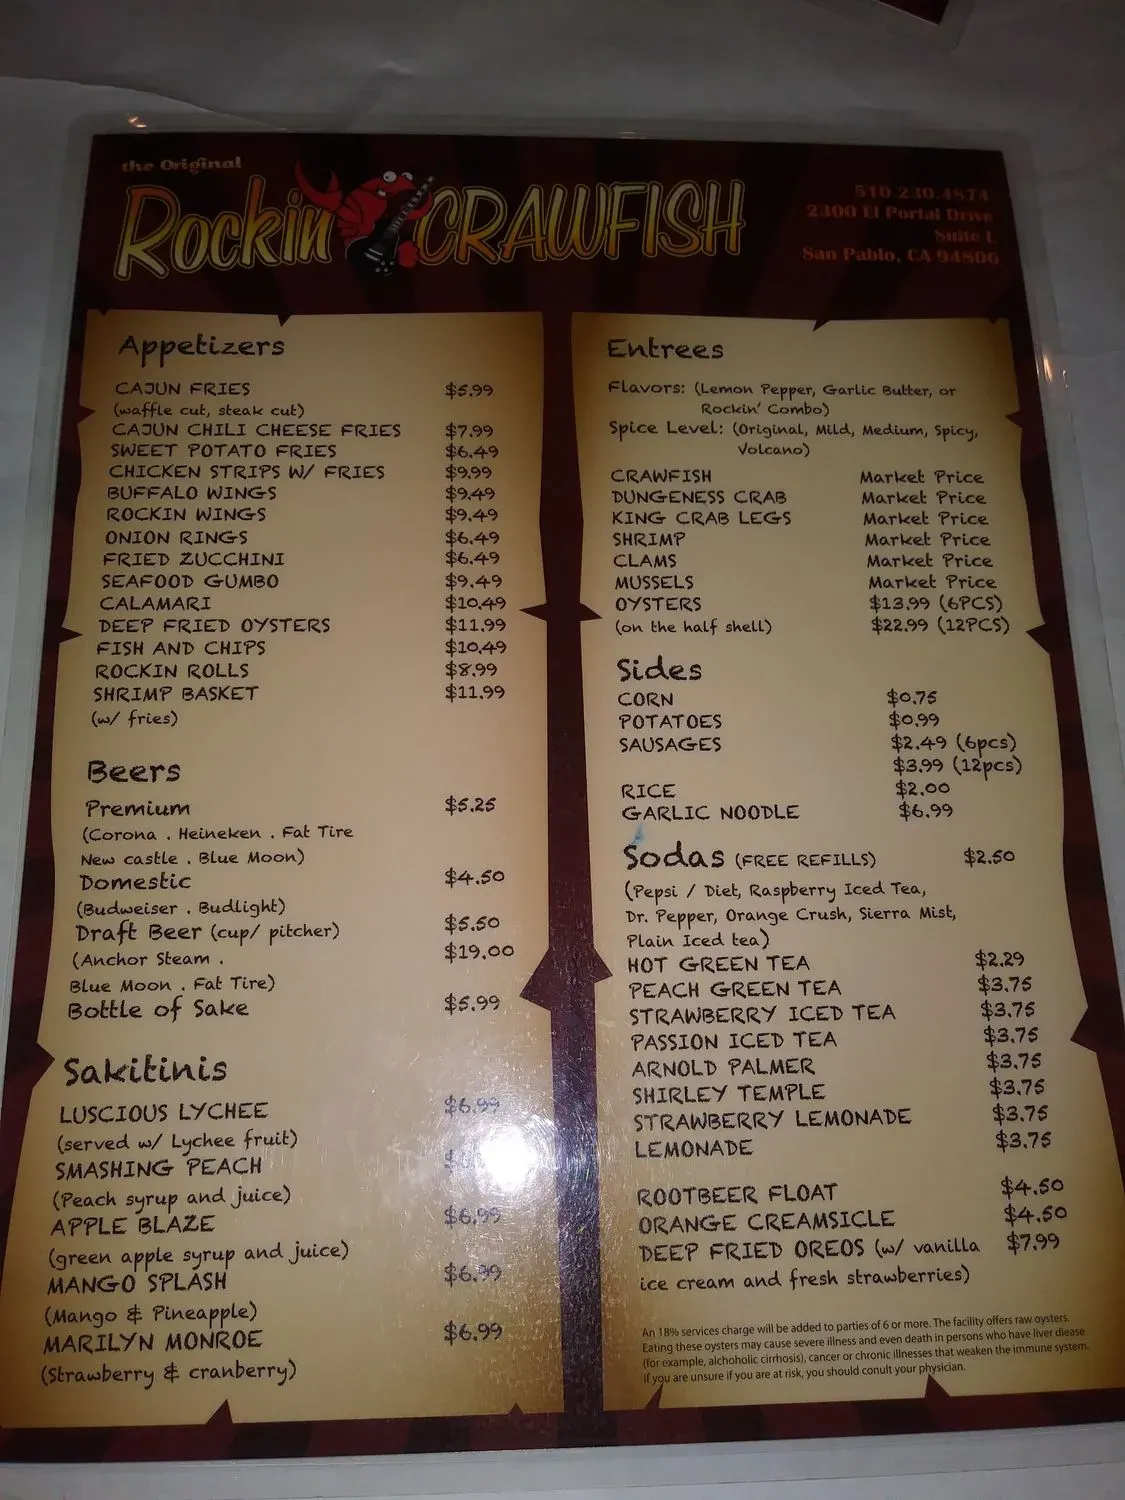 the Original
Rockin CRAWFISH
510.230.4874
2300 El Portal Drive
Suite L
San Pablo, CA 94806
Appetizers
CAJUN FRIES $5.99
(waffle cut, steak cut)
CAJUN CHILI CHEESE FRIES $7.99
SWEET POTATO FRIES $6.49
CHICKEN STRIPS W/ FRIES $9.99
BUFFALO WINGS $9.49
ROCKIN WINGS $9.49
ONION RINGS $6.49
FRIED ZUCCHINI $6.49
SEAFOOD GUMBO $9.49
CALAMARI $10.49
DEEP FRIED OYSTERS $11.99
FISH AND CHIPS $10.49
ROCKIN ROLLS $8.99
SHRIMP BASKET $11.99
(w/ fries)
Beers
Premium $5.25
(Corona . Heineken . Fat Tire
New castle . Blue Moon)
Domestic $4.50
(Budweiser . Budlight)
Draft Beer (cup/ pitcher) $5.50
(Anchor Steam . $19.00
Blue Moon . Fat Tire)
Bottle of Sake $5.99
Sakitinis
LUSCIOUS LYCHEE $6.99
(served w/ Lychee fruit)
SMASHING PEACH
(Peach syrup and juice)
APPLE BLAZE $6.99
(green apple syrup and juice)
MANGO SPLASH $6.99
(Mango & Pineapple)
MARILYN MONROE $6.99
(Strawberry & cranberry)
Entrees
Flavors: (Lemon Pepper, Garlic Butter, or
Rockin' Combo)
Spice Level: (Original, Mild, Medium, Spicy,
Volcano)
CRAWFISH Market Price
DUNGENESS CRAB Market Price
KING CRAB LEGS Market Price
SHRIMP Market Price
CLAMS Market Price
MUSSELS Market Price
OYSTERS $13.99 (6PCS)
(on the half shell) $22.99 (12PCS)
Sides
CORN $0.75
POTATOES $0.99
SAUSAGES $2.49 (6pcs)
$3.99 (12pcs)
RICE $2.00
GARLIC NOODLE $6.99
Sodas (FREE REFILLS) $2.50
(Pepsi / Diet, Raspberry Iced Tea,
Dr. Pepper, Orange Crush, Sierra Mist,
Plain Iced tea)
HOT GREEN TEA $2.29
PEACH GREEN TEA $3.75
STRAWBERRY ICED TEA $3.75
PASSION ICED TEA $3.75
ARNOLD PALMER $3.75
SHIRLEY TEMPLE $3.75
STRAWBERRY LEMONADE $3.75
LEMONADE $3.75
ROOTBEER FLOAT $4.50
ORANGE CREAMSICLE $4.50
DEEP FRIED OREOS (w/ vanilla $7.99
ice cream and fresh strawberries)
An 18% services charge will be added to parties of 6 or more. The facility offers raw oysters.
Eating these oysters may cause severe illness and even death in persons who have liver diease
(for example, alchoholic cirrhosis), cancer or chronic illnesses that weaken the immune system.
If you are unsure if you are at risk, you should conult your physician.